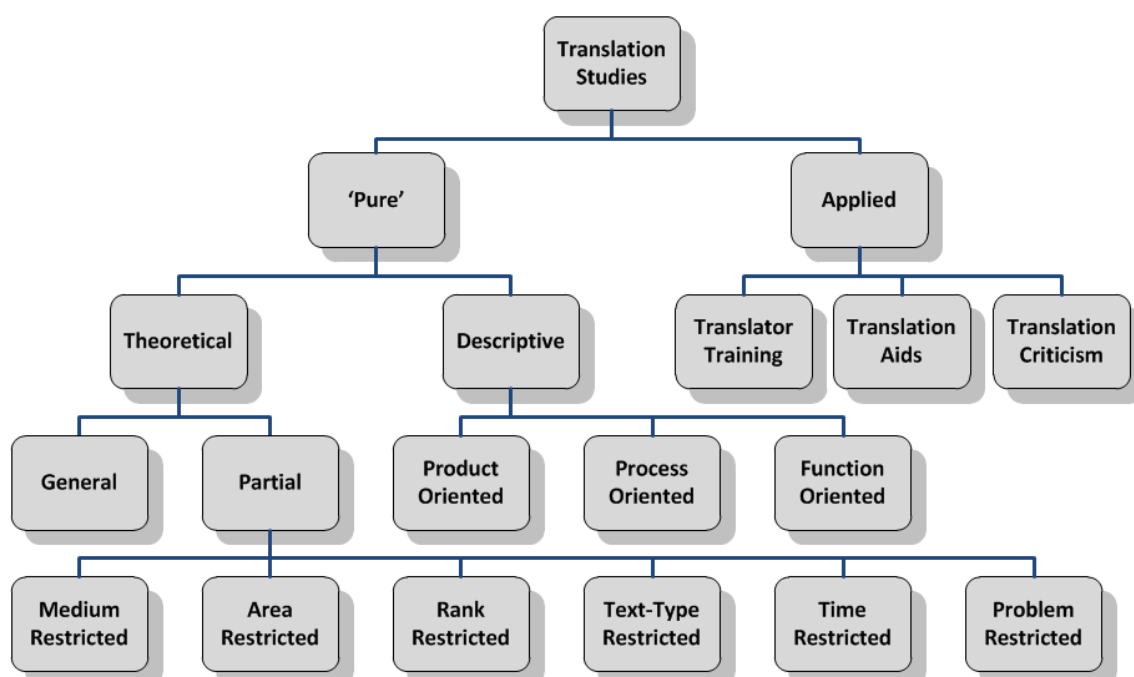 Translation
Studies
‘Pure’
Applied
Theoretical
Descriptive
Translator
Training
Translation
Aids
Translation
Criticism
General
Partial
Product
Oriented
Process
Oriented
Function
Oriented
Medium
Restricted
Area
Restricted
Rank
Restricted
Text-Type
Restricted
Time
Restricted
Problem
Restricted